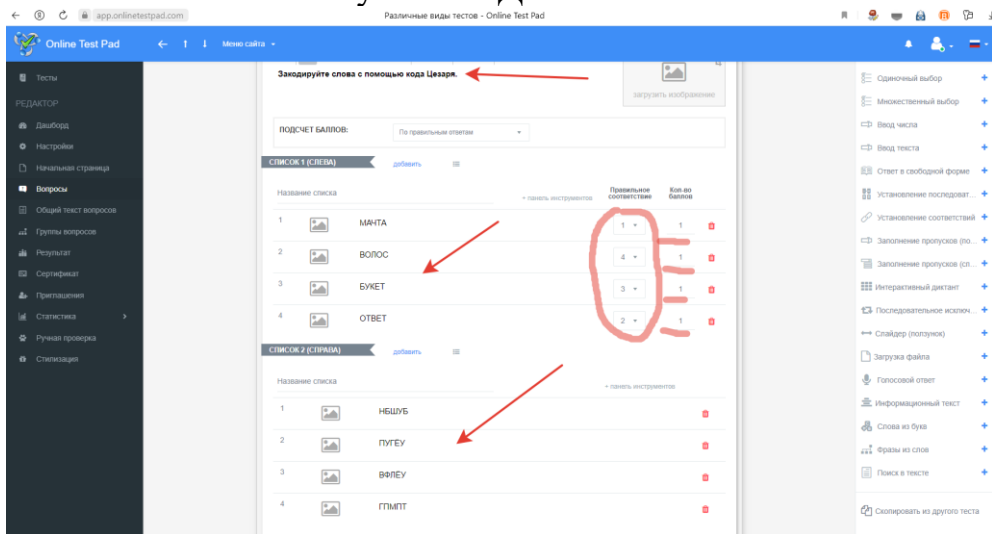 app.onlinetestpad.com
Различные виды тестов - Online Test Pad
Online Test Pad
Меню сайта
Тесты
РЕДАКТОР
Дашборд
Настройки
Начальная страница
Вопросы
Общий текст вопросов
Группы вопросов
Результат
Сертификат
Приглашения
Статистика
Ручная проверка
Стилизация
Закодируйте слова с помощью кода Цезаря.
загрузить изображение
ПОДСЧЕТ БАЛЛОВ:
По правильным ответам
СПИСОК 1 (СЛЕВА)
добавить
Название списка
+ панель инструментов
Правильное соответствие
Кол-во баллов
1 МАЧТА 1 1
2 ВОЛОС 4 1
3 БУКЕТ 3 1
4 ОТВЕТ 2 1
СПИСОК 2 (СПРАВА)
добавить
Название списка
+ панель инструментов
1 НБШУБ
2 ПУГЁУ
3 ВФЛЁУ
4 ГПМПТ
Одиночный выбор
Множественный выбор
Ввод числа
Ввод текста
Ответ в свободной форме
Установление последоват...
Установление соответствий
Заполнение пропусков (по...
Заполнение пропусков (сп...
Интерактивный диктант
Последовательное исключ...
Слайдер (ползунок)
Загрузка файла
Голосовой ответ
Информационный текст
Слова из букв
Фразы из слов
Поиск в тексте
Скопировать из другого теста